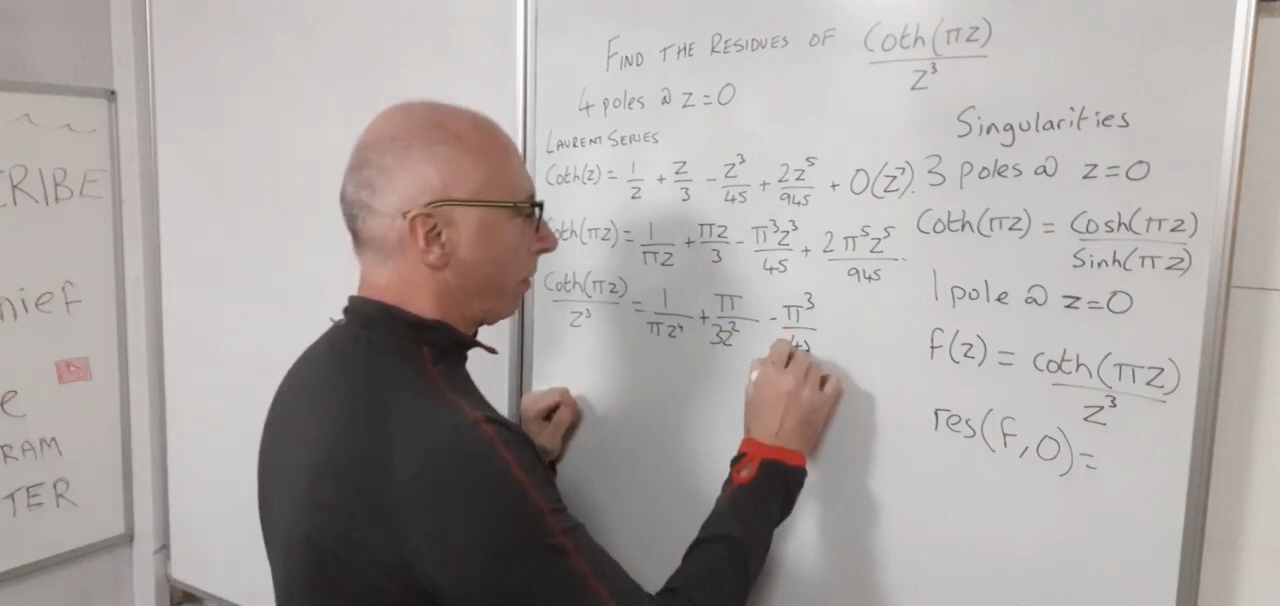 FIND THE RESIDUES OF Coth(πz)/z³
4 poles @ z=0
LAURENT SERIES
Coth(z) = 1/2 + z/3 - z³/45 + 2z⁵/945 + O(z⁷).
oth(πz) = 1/πz + πz/3 - π³z³/45 + 2π⁵z⁵/945
Coth(πz)/z³ = 1/πz⁴ + π/3z² - π³/45
Singularities
3 poles @ z=0
Coth(πz) = Cosh(πz)/Sinh(πz)
1 pole @ z=0
f(z) = coth(πz)/z³
res(f,0)=
CRIBE
hief
e
RAM
TER